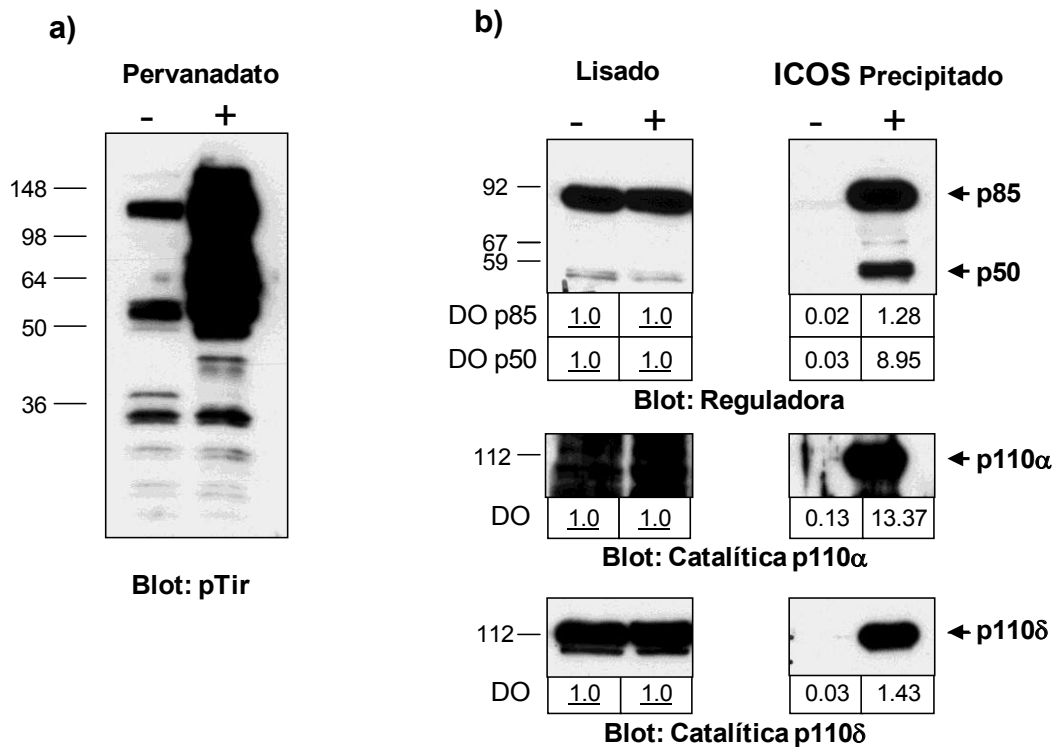 a)
Pervanadato
- +
148
98
64
50
36
Blot: pTir
b)
Lisado
ICOS Precipitado
- + - +
92
67
59
p85
p50
DO p85 1.0 1.0 0.02 1.28
DO p50 1.0 1.0 0.03 8.95
Blot: Reguladora
112
p110α
DO 1.0 1.0 0.13 13.37
Blot: Catalítica p110α
112
p110δ
DO 1.0 1.0 0.03 1.43
Blot: Catalítica p110δ